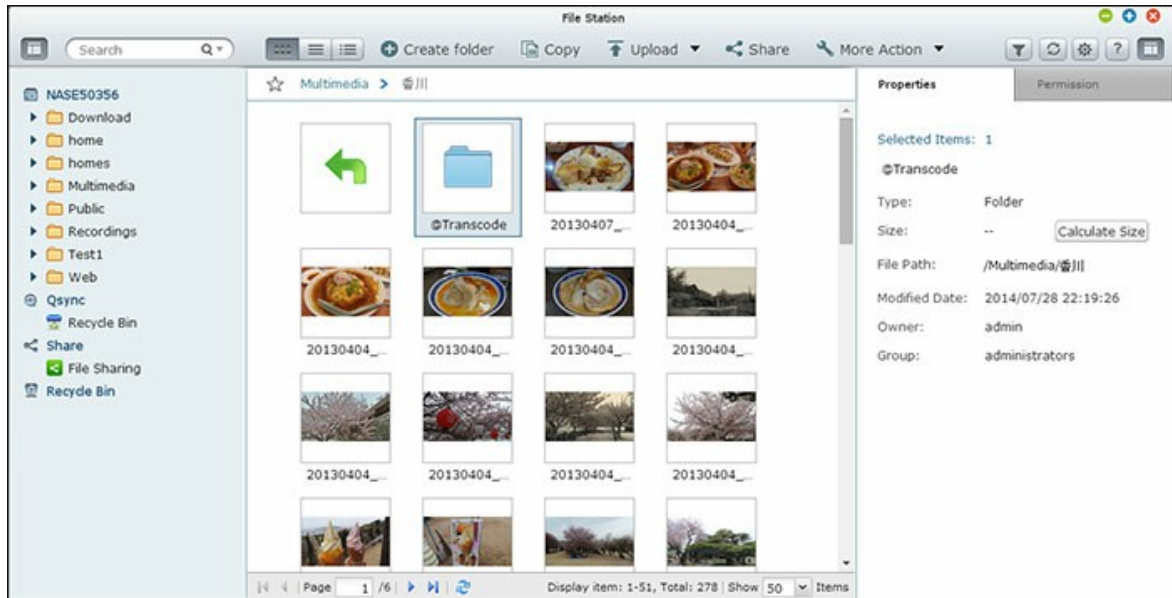 File Station
Search
Create folder
Copy
Upload
Share
More Action
?
NASE50356
Download
home
homes
Multimedia
Public
Recordings
Test1
Web
Qsync
Recycle Bin
Share
File Sharing
Recycle Bin
Multimedia > 香川
@Transcode
20130407_...
20130404_...
20130404_...
20130404_...
20130404_...
20130404_...
20130404_...
20130404_...
20130404_...
20130404_...
Page 1 /6
Display item: 1-51, Total: 278 Show 50 Items
Properties
Permission
Selected Items: 1
@Transcode
Type: Folder
Size: -- Calculate Size
File Path: /Multimedia/香川
Modified Date: 2014/07/28 22:19:26
Owner: admin
Group: administrators